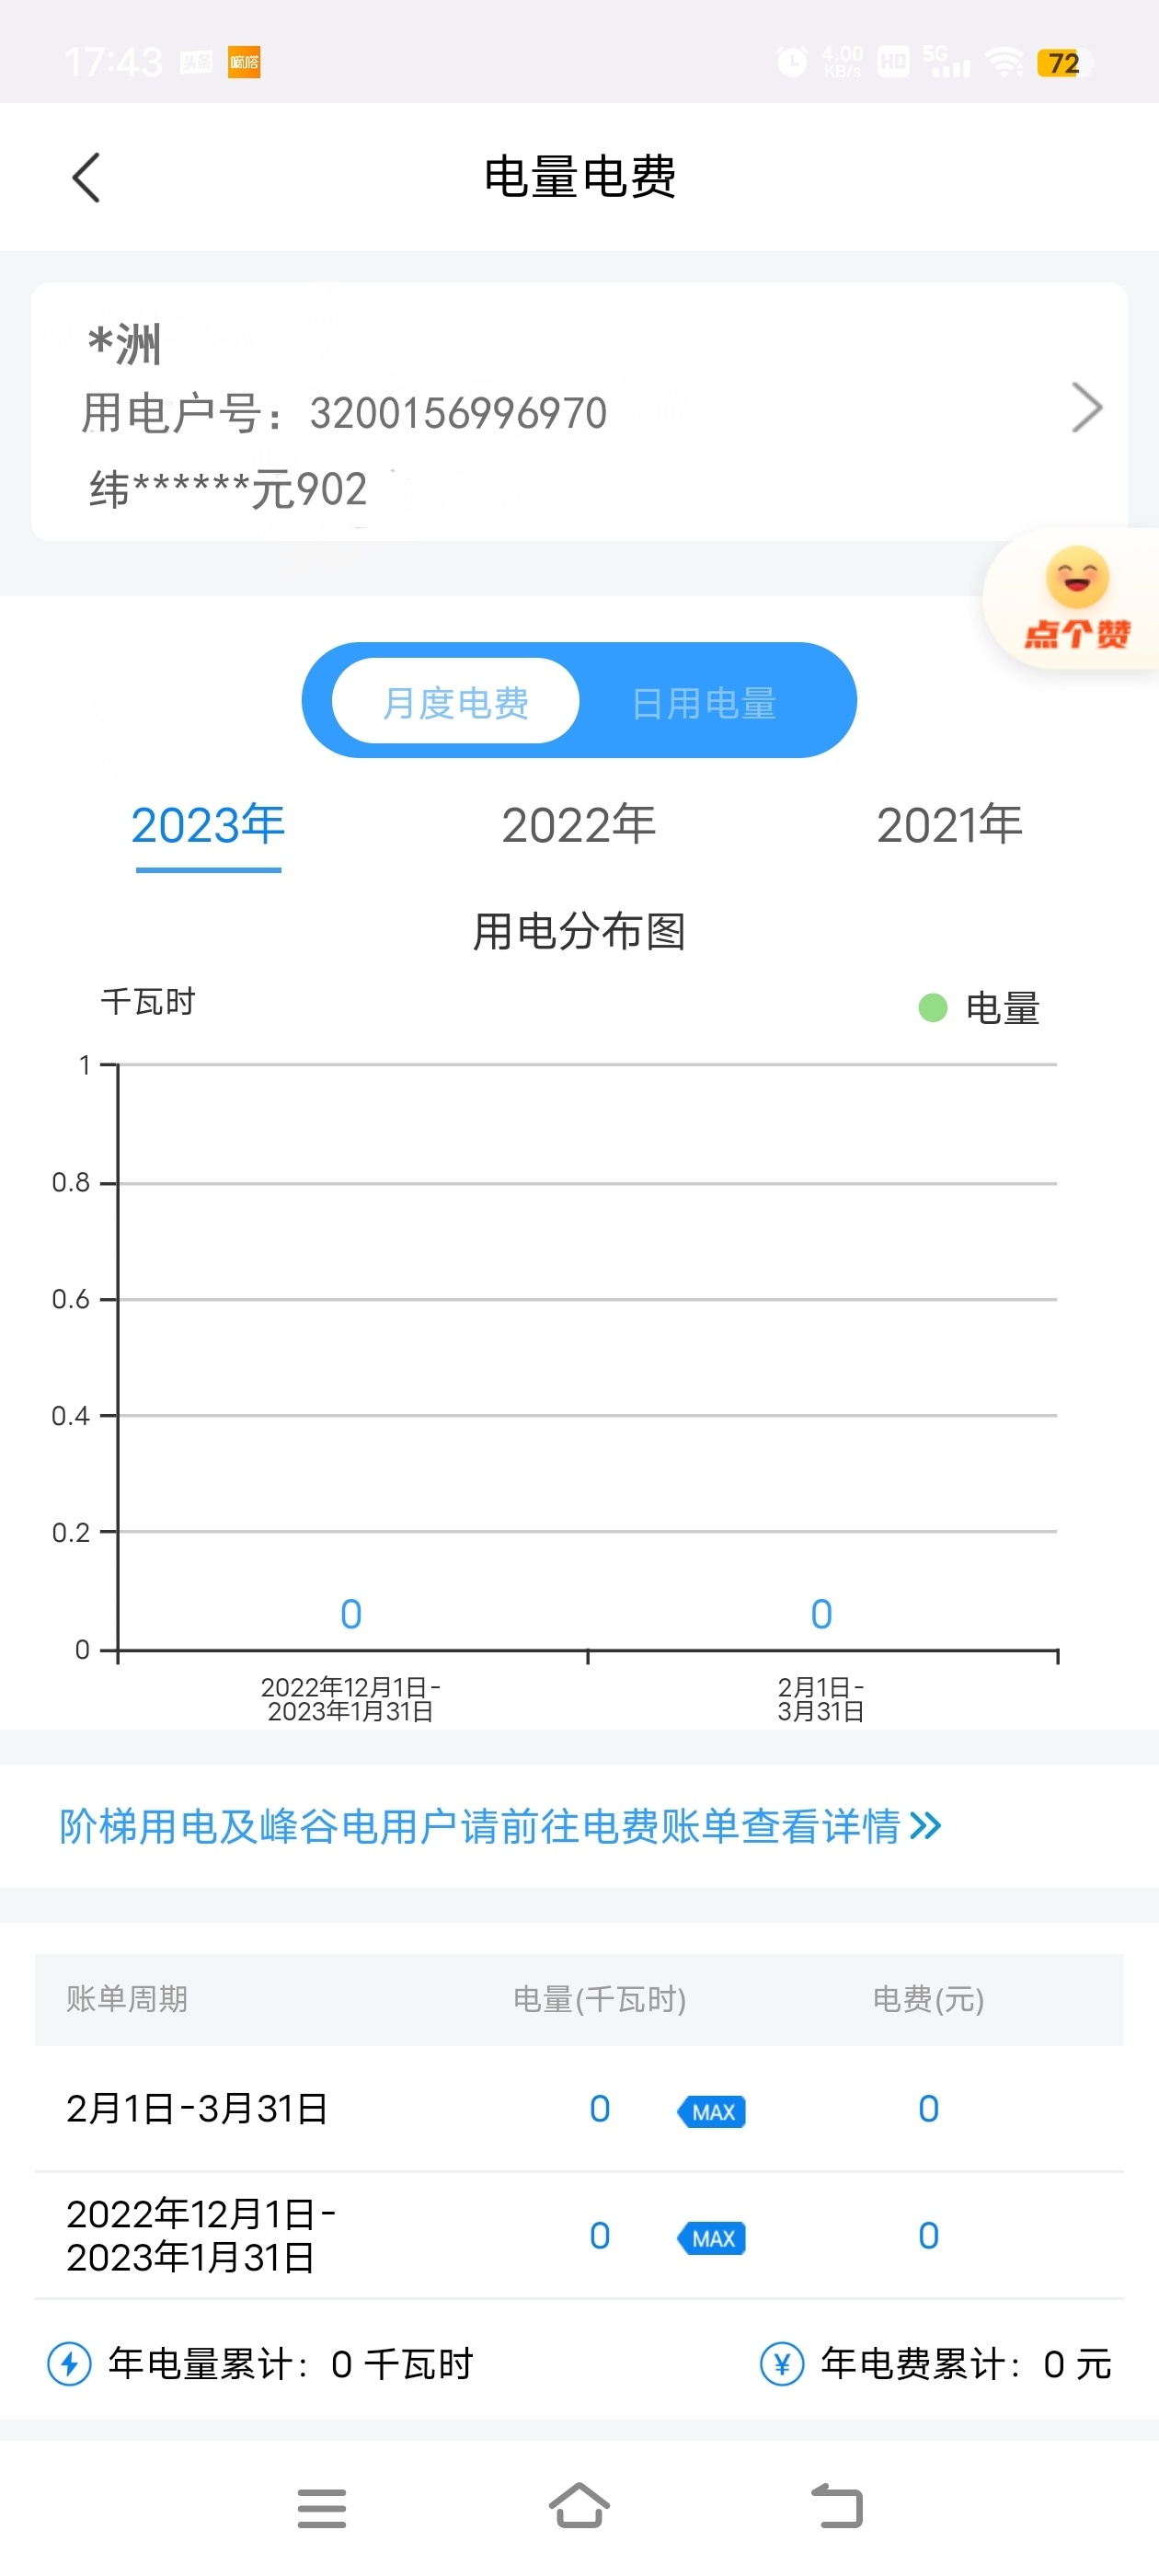 17:43 头条 嘀嗒 4.00 KB/s HD 5G 72
电量电费
*洲
用电户号：3200156996970
纬******元902
点个赞
月度电费 日用电量
2023年 2022年 2021年
用电分布图
千瓦时 电量
1
0.8
0.6
0.4
0.2
0 0
0
2022年12月1日- 2月1日-
2023年1月31日 3月31日
阶梯用电及峰谷电用户请前往电费账单查看详情
账单周期 电量(千瓦时) 电费(元)
2月1日-3月31日 0 MAX 0
2022年12月1日-
2023年1月31日 0 MAX 0
年电量累计：0 千瓦时 ¥ 年电费累计：0 元